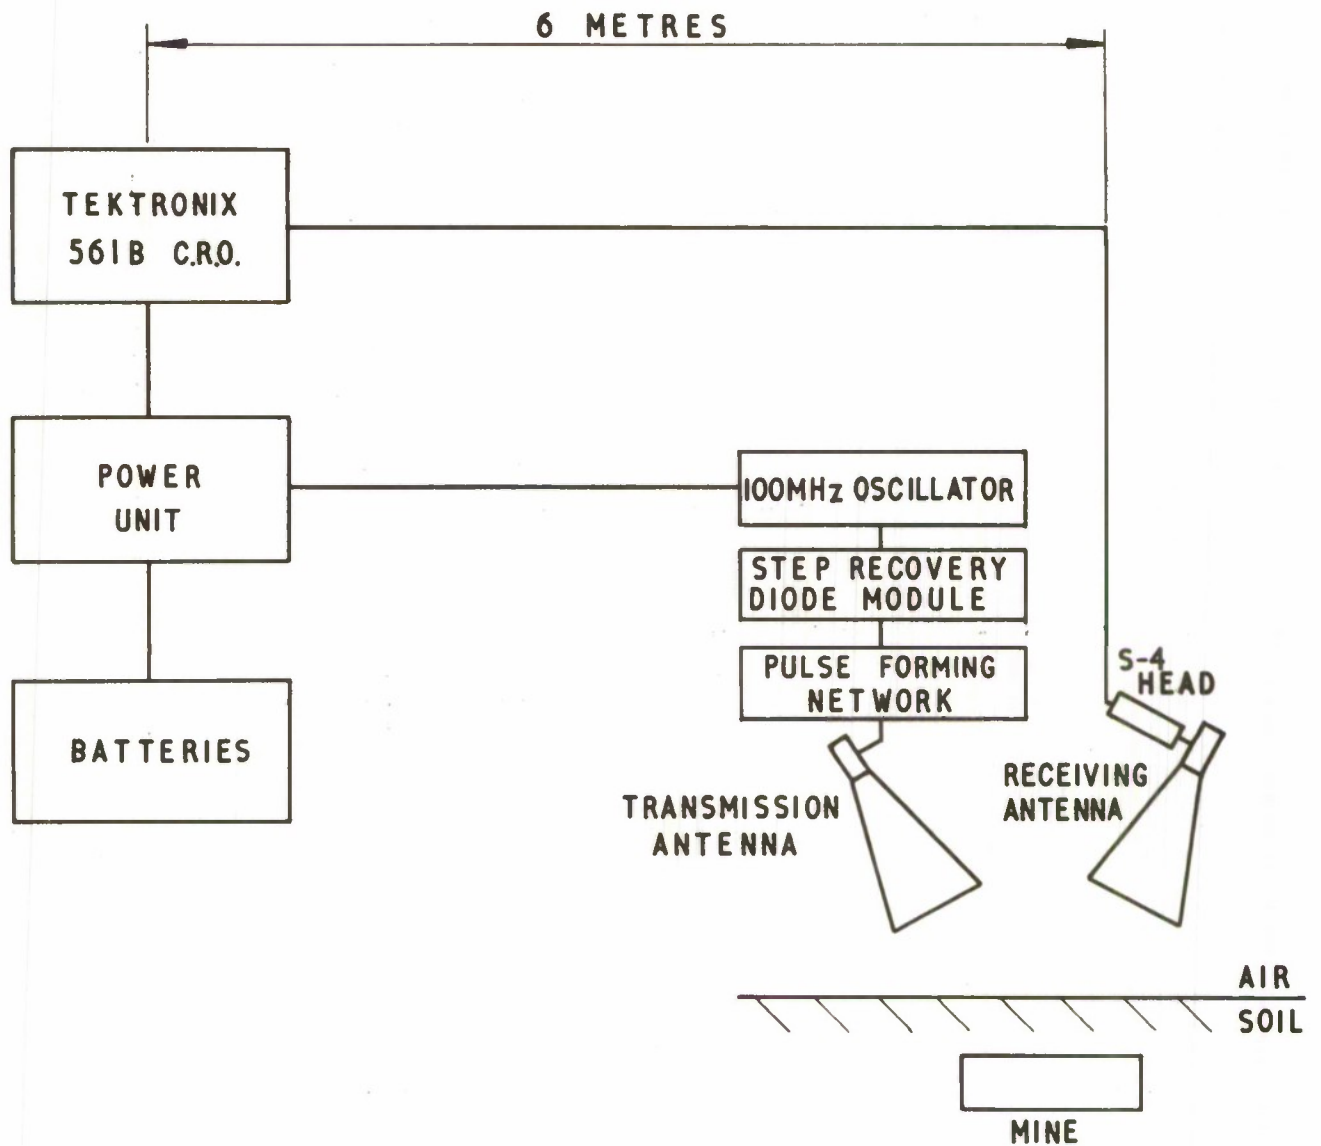 6 METRES
TEKTRONIX
561B C.R.O.
POWER
UNIT
100MHz OSCILLATOR
STEP RECOVERY
DIODE MODULE
PULSE FORMING
NETWORK
S-4
HEAD
BATTERIES
RECEIVING
ANTENNA
TRANSMISSION
ANTENNA
AIR
SOIL
MINE